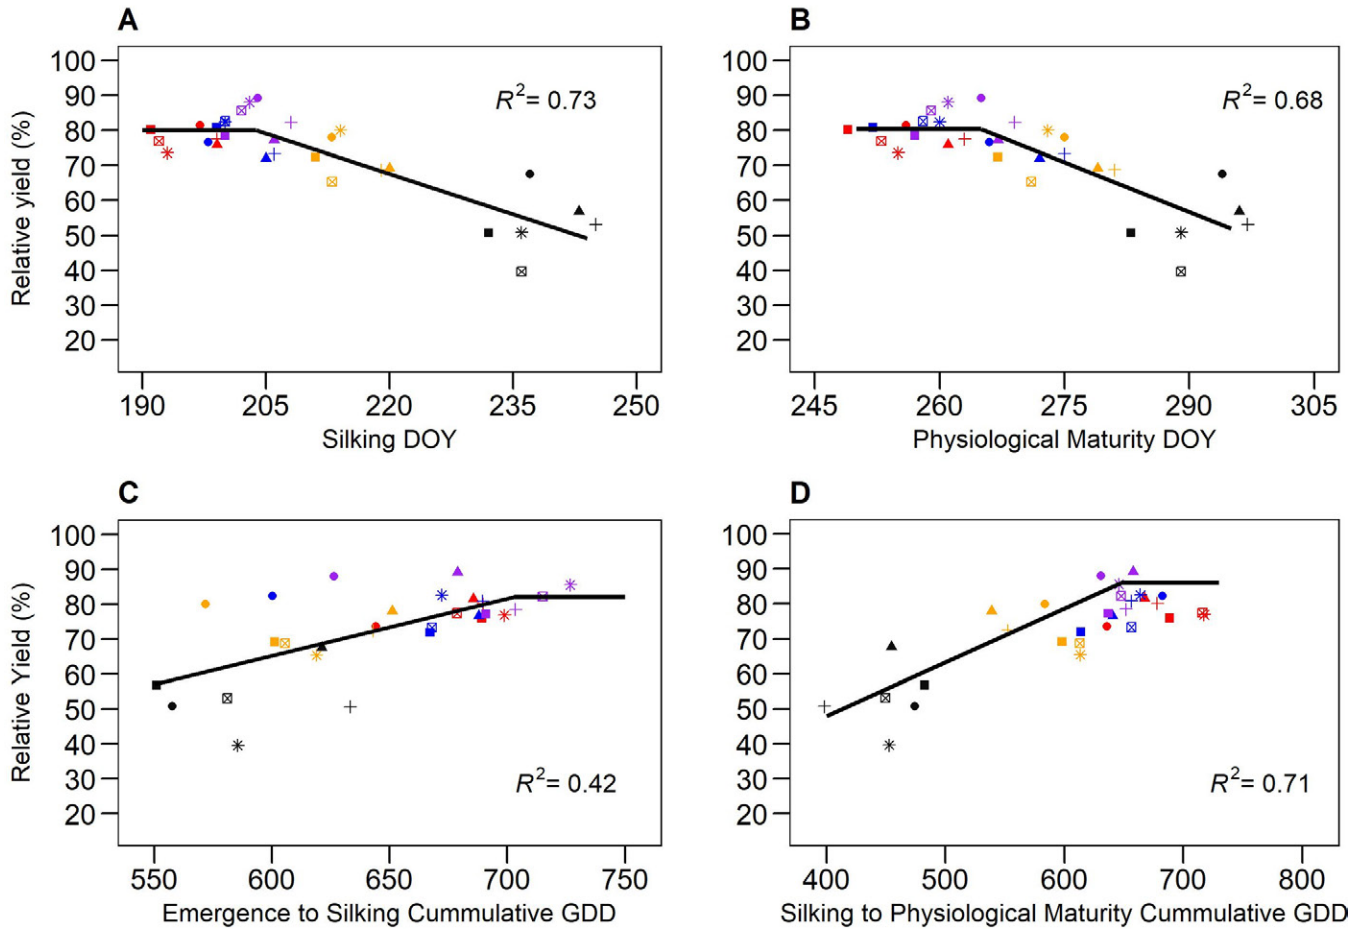 A
100
90
80
70
60
50
40
30
20
Relative yield (%)
R²= 0.73
190 205 220 235 250
Silking DOY
B
100
90
80
70
60
50
40
30
20
R²= 0.68
245 260 275 290 305
Physiological Maturity DOY
C
100
90
80
70
60
50
40
30
20
Relative Yield (%)
R²= 0.42
550 600 650 700 750
Emergence to Silking Cummulative GDD
D
100
90
80
70
60
50
40
30
20
R²= 0.71
400 500 600 700 800
Silking to Physiological Maturity Cummulative GDD